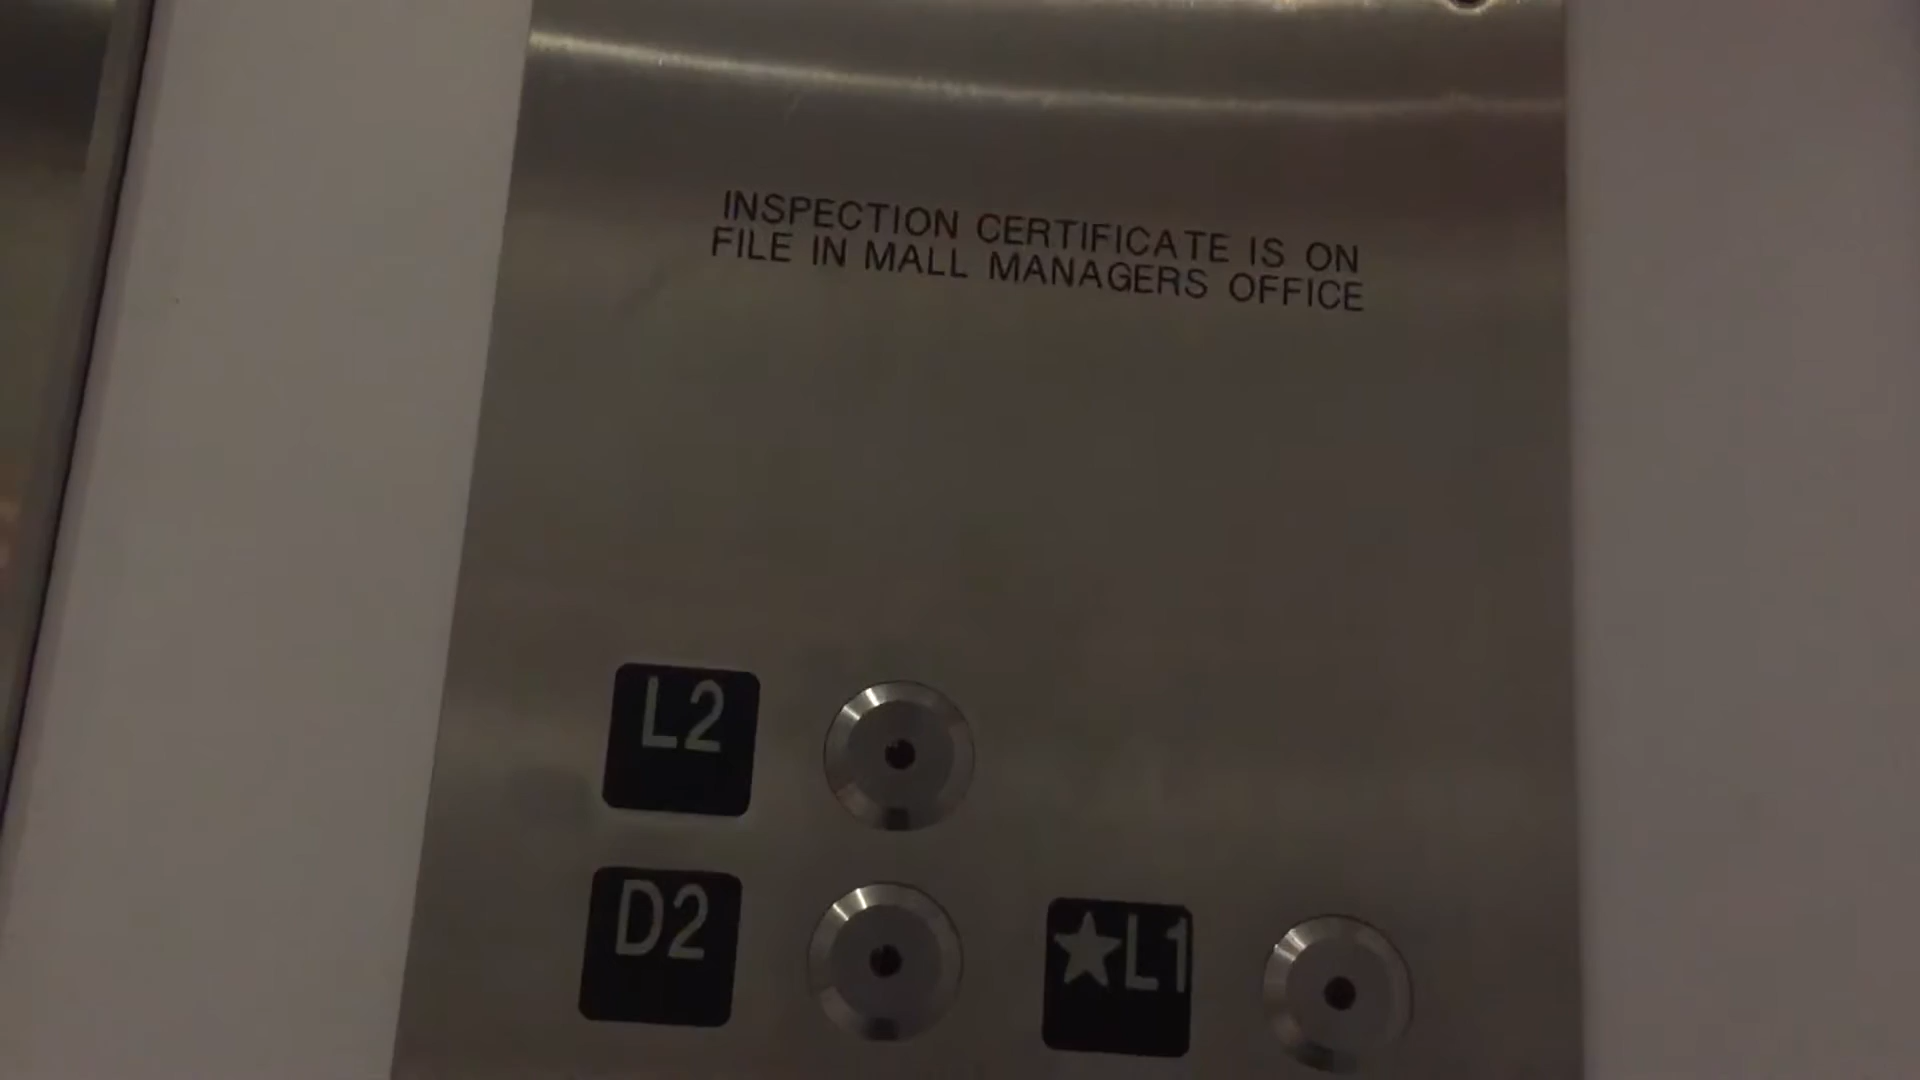 INSPECTION CERTIFICATE IS ON
FILE IN MALL MANAGERS OFFICE
L2
D2
★L1